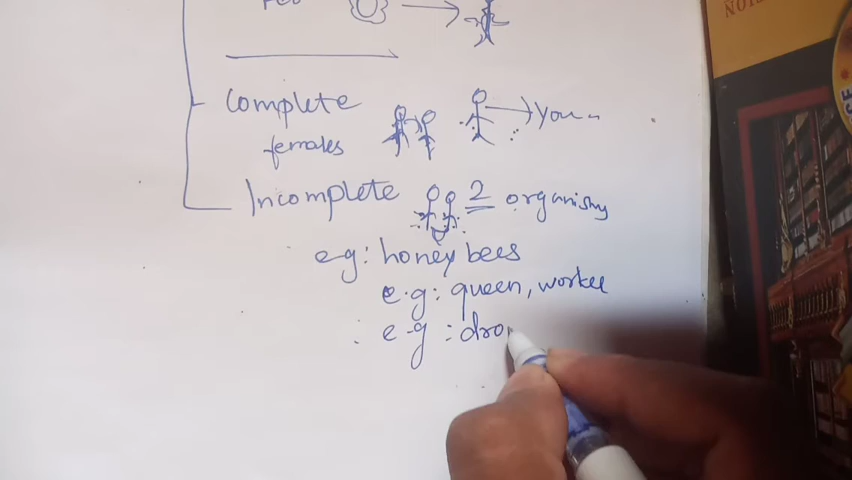 Complete
You
females
Incomplete 2 organisms
e-g: honey bees
e.g: queen, worker
e-g: dro